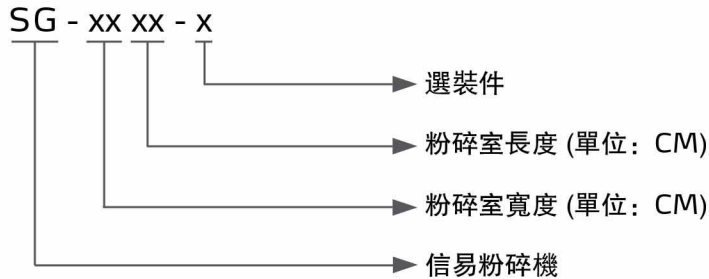 SG - xx xx - x
選裝件
粉碎室長度 (單位：CM)
粉碎室寬度 (單位：CM)
信易粉碎機